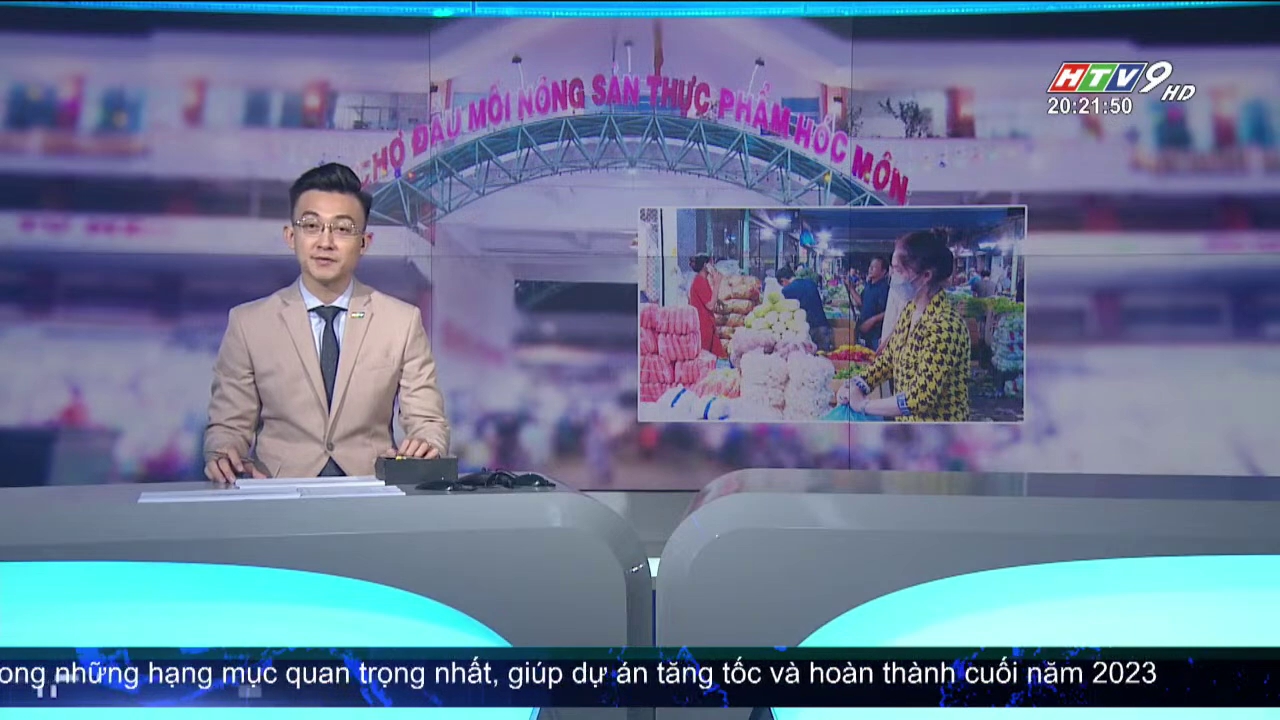 HTV9 HD
20:21:50
CHỢ ĐẦU MỐI NÔNG SẢN THỰC PHẨM HÓC MÔN
ong những hạng mục quan trọng nhất, giúp dự án tăng tốc và hoàn thành cuối năm 2023